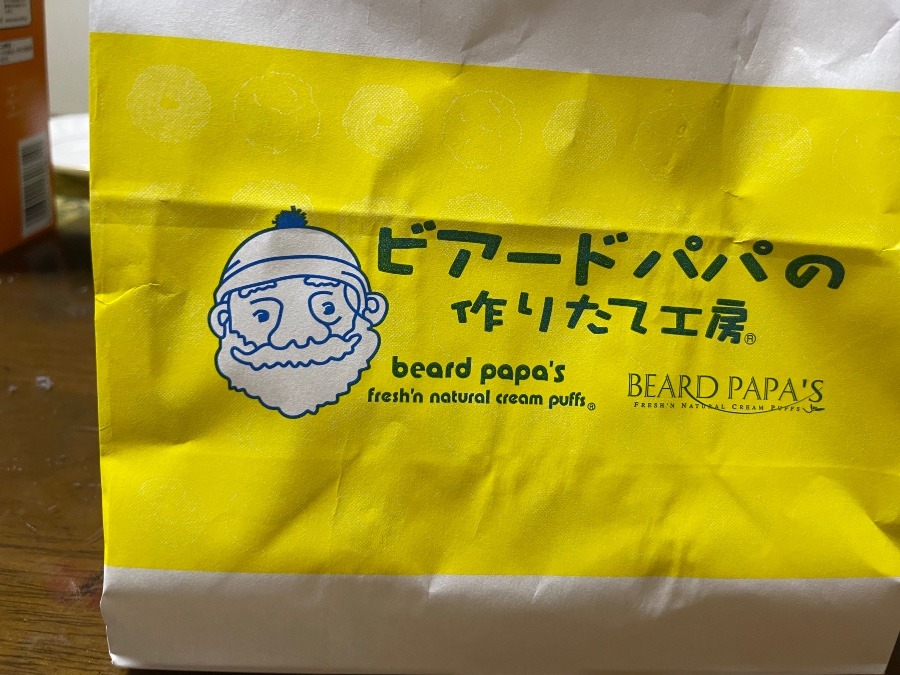 ビアードパパの
作りたて工房®
beard papa's
fresh'n natural cream puffs®
BEARD PAPA'S
FRESH'N NATURAL CREAM PUFFS